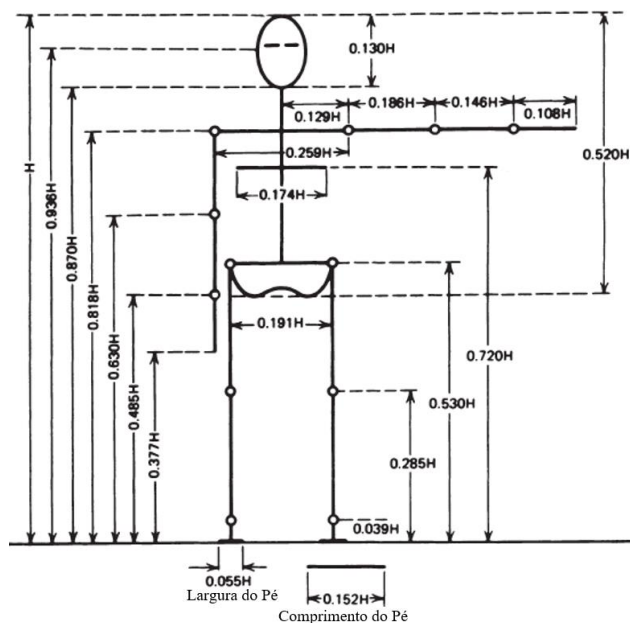 0.130H
0.129H
0.186H
0.146H
0.108H
0.259H
0.520H
0.174H
H
0.936H
0.870H
0.818H
0.630H
0.485H
0.377H
0.191H
0.720H
0.530H
0.285H
0.039H
0.055H
Largura do Pé
0.152H
Comprimento do Pé